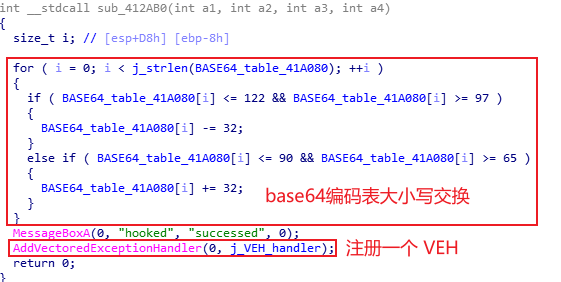 int __stdcall sub_412AB0(int a1, int a2, int a3, int a4)
{
size_t i; // [esp+D8h] [ebp-8h]
for ( i = 0; i < j_strlen(BASE64_table_41A080); ++i )
{
if ( BASE64_table_41A080[i] <= 122 && BASE64_table_41A080[i] >= 97 )
{
BASE64_table_41A080[i] -= 32;
}
else if ( BASE64_table_41A080[i] <= 90 && BASE64_table_41A080[i] >= 65 )
{
BASE64_table_41A080[i] += 32;
}
base64编码表大小写交换
}
MessageBoxA(0, "hooked", "successed", 0);
AddVectoredExceptionHandler(0, j_VEH_handler); 注册一个 VEH
return 0;
}